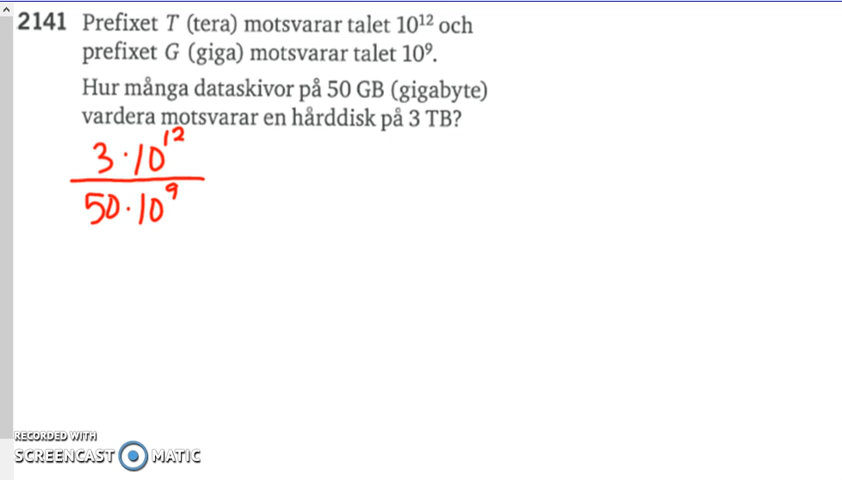 2141 Prefixet T (tera) motsvarar talet 10¹² och
prefixet G (giga) motsvarar talet 10⁹.
Hur många dataskivor på 50 GB (gigabyte)
vardera motsvarar en hårddisk på 3 TB?
3·10¹²
50·10⁹
RECORDED WITH
SCREENCAST MATIC